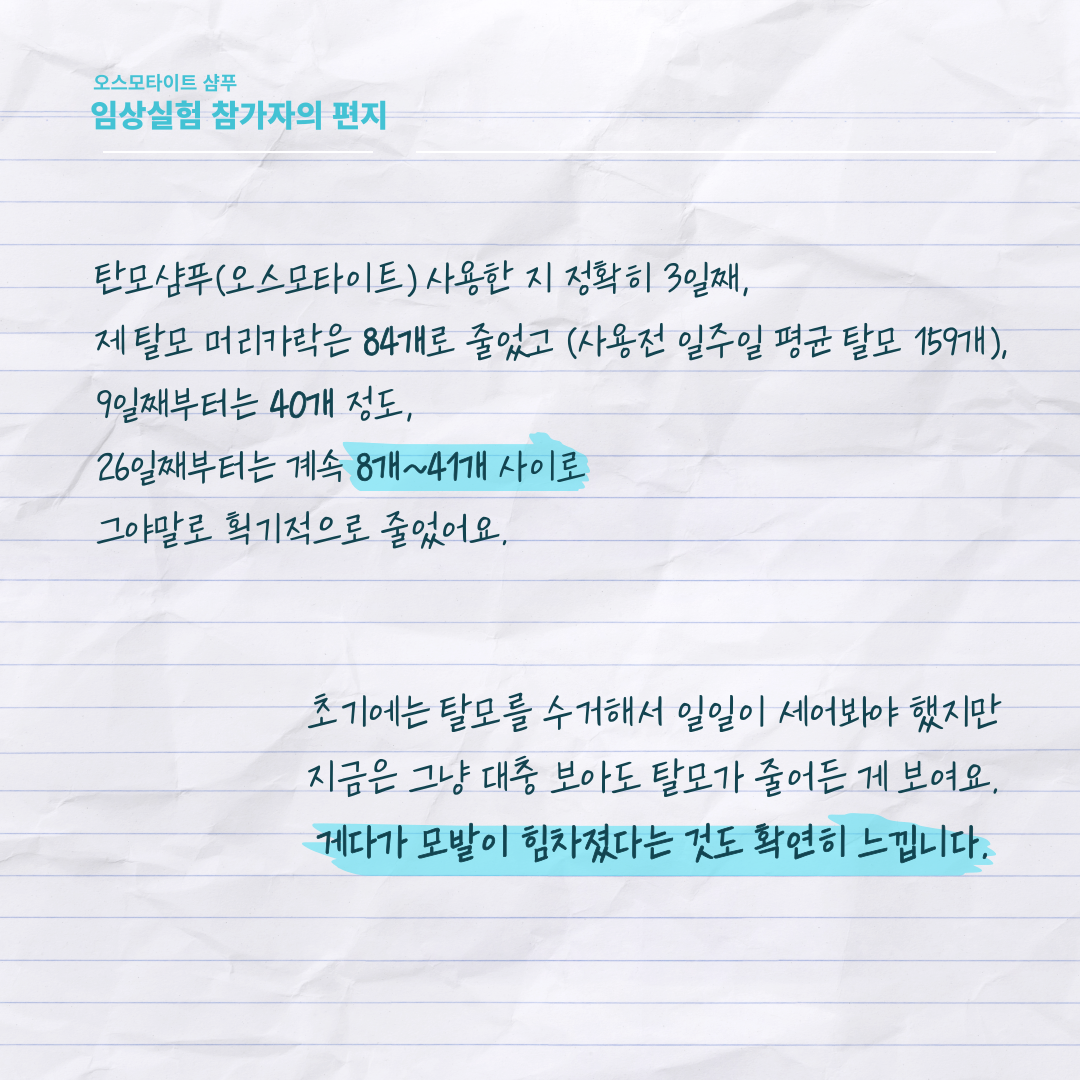 오스모타이트 샴푸
임상실험 참가자의 편지
탄모샴푸(오스모타이트) 사용한 지 정확히 3일째,
제 탈모 머리카락은 84개로 줄었고 (사용전 일주일 평균 탈모 159개),
9일째부터는 40개 정도,
26일째부터는 계속 8개~41개 사이로
그야말로 획기적으로 줄었어요.
초기에는 탈모를 수거해서 일일이 세어봐야 했지만
지금은 그냥 대충 보아도 탈모가 줄어든 게 보여요.
게다가 모발이 힘차졌다는 것도 확연히 느낍니다.